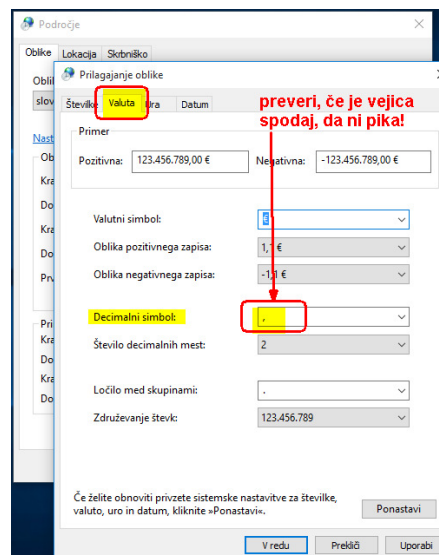 Področje
Oblike Lokacija Skrbniško
Prilagajanje oblike
Številke Valuta Ura Datum
preveri, če je vejica
spodaj, da ni pika!
Primer
Pozitivna: 123.456.789,00 € Negativna: -123.456.789,00 €
Valutni simbol: €
Oblika pozitivnega zapisa: 1,1 €
Oblika negativnega zapisa: -1,1 €
Decimalni simbol: ,
Število decimalnih mest: 2
Ločilo med skupinami: .
Združevanje števk: 123.456.789
Če želite obnoviti privzete sistemske nastavitve za številke,
valuto, uro in datum, kliknite »Ponastavi«.
Ponastavi
V redu Prekliči Uporabi